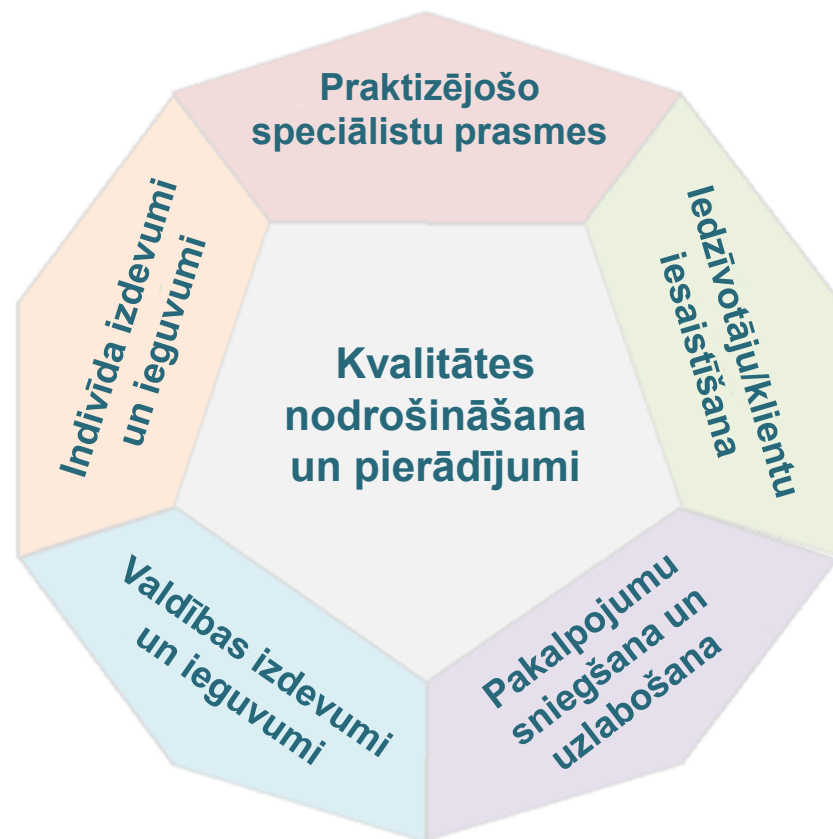 Praktizējošo
speciālistu prasmes
Iedzīvotāju/klientu
iesaistīšana
Pakalpojumu
sniegšana un
uzlabošana
Valdības izdevumi
un ieguvumi
Indivīda izdevumi
un ieguvumi
Kvalitātes
nodrošināšana
un pierādījumi